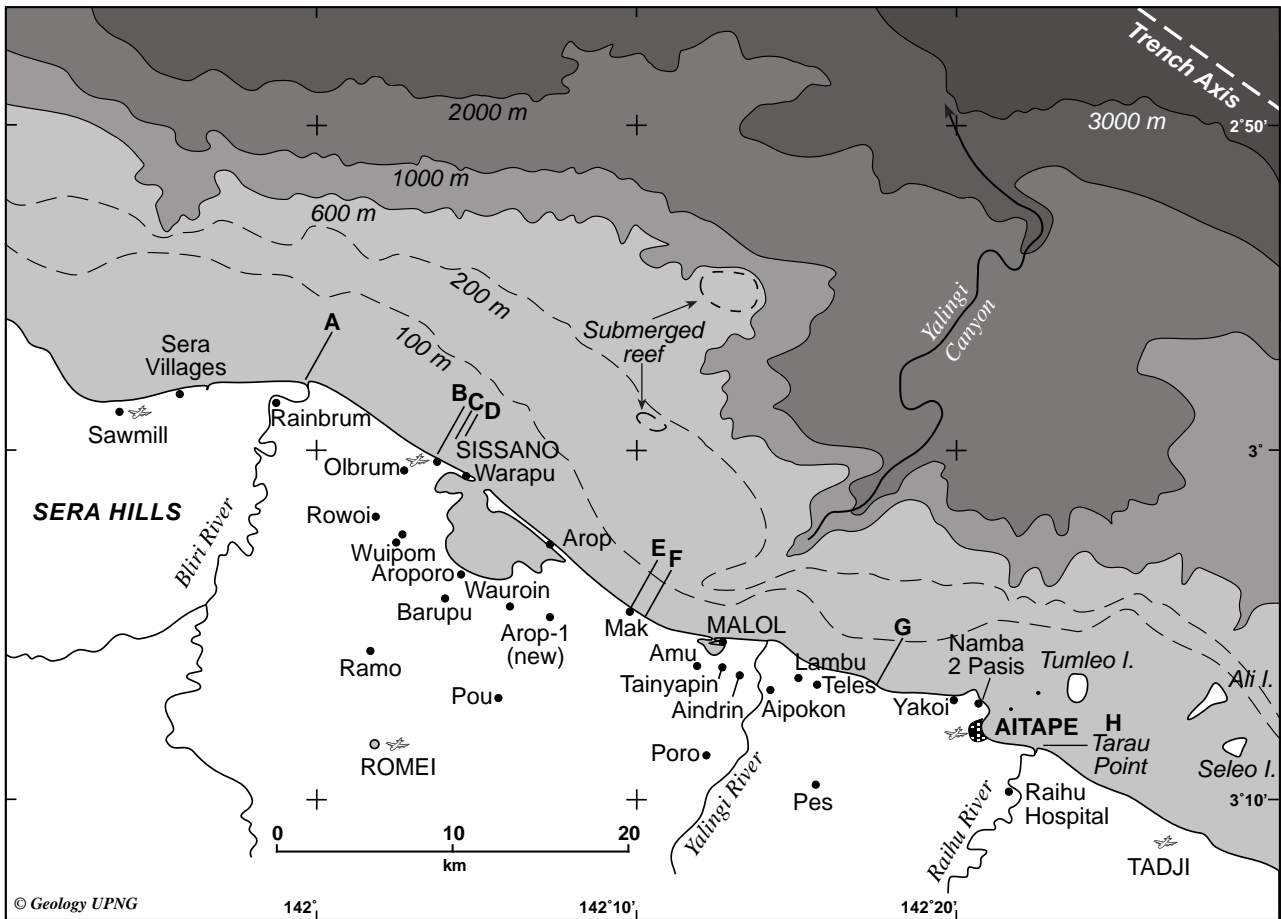 Trench Axis
2000 m
3000 m
2°50'
1000 m
600 m
200 m
Submerged
reef
100 m
Yalingi
Canyon
A
Sera
Villages
Sawmill
Rainbrum
B
C
D
SISSANO
Warapu
Olbrum
3°
SERA HILLS
Bliri River
Rowoi
Wuipom
Aroporo
Arop
Wauroin
Barupu
Arop-1
(new)
E
F
Mak
MALOL
G
Namba
2 Pasis
Tumleo I.
Ali I.
Ramo
Amu
Lambu
Tainyapin
Teles
Aindrin
Aipokon
Yakoi
Pou
AITAPE
H
Tarau
Point
Seleo I.
ROMEI
Poro
Yalingi River
Pes
Raihu River
Raihu
Hospital
3°10'
0
10
20
km
TADJI
© Geology UPNG
142°
142°10'
142°20'